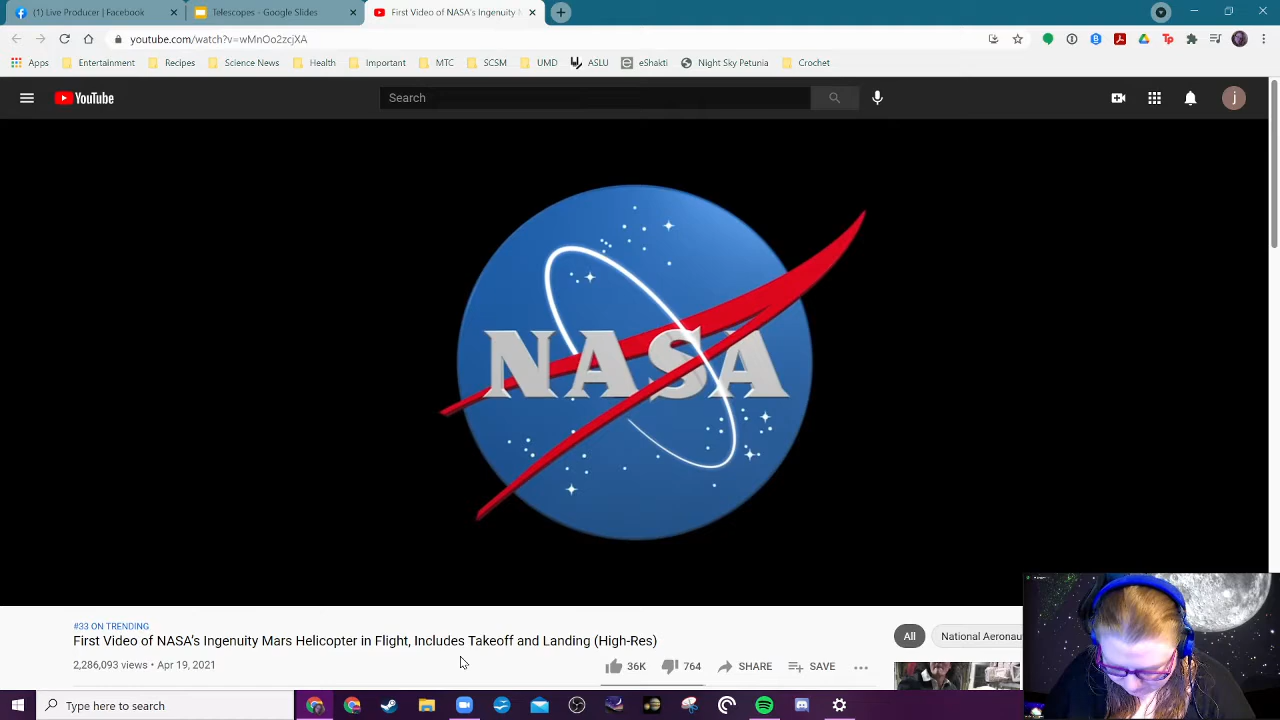 (1) Live Producer | Facebook
Telescopes - Google Slides
First Video of NASA's Ingenuity
youtube.com/watch?v=wMnOo2zcjXA
Apps Entertainment Recipes Science News Health Important MTC SCSM UMD ASLU eShakti Night Sky Petunia Crochet
YouTube
Search
j
NASA
#33 ON TRENDING
First Video of NASA's Ingenuity Mars Helicopter in Flight, Includes Takeoff and Landing (High-Res)
2,286,093 views • Apr 19, 2021
36K 764 SHARE SAVE
All National Aeronau
Type here to search